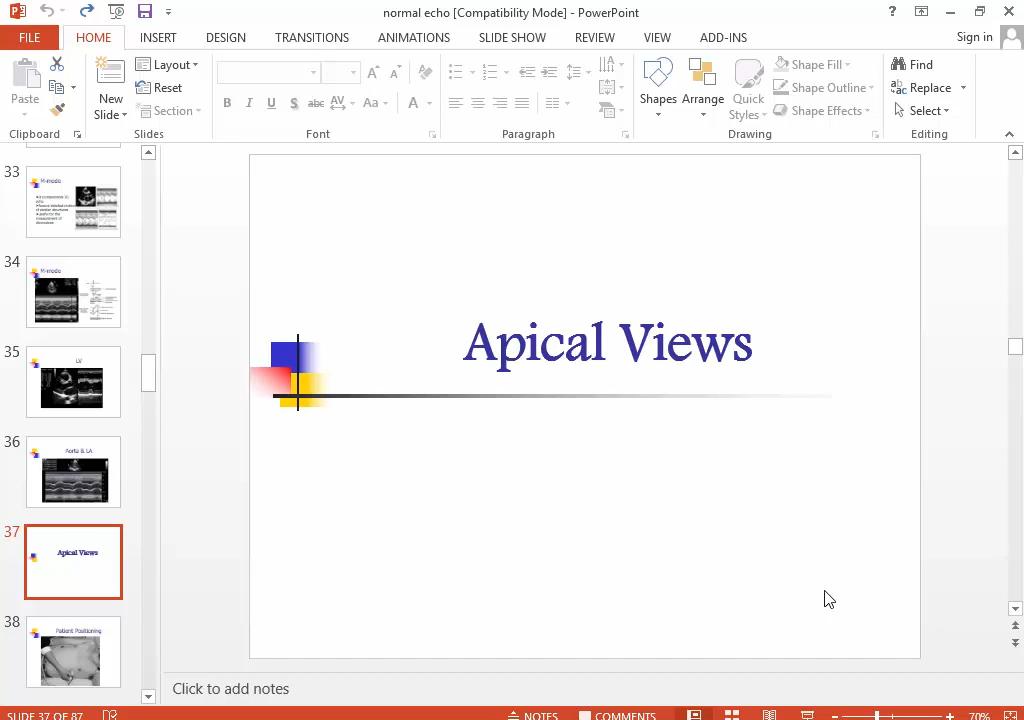 normal echo [Compatibility Mode] - PowerPoint
FILE HOME INSERT DESIGN TRANSITIONS ANIMATIONS SLIDE SHOW REVIEW VIEW ADD-INS Sign in
Paste
New Slide
Layout
Reset
Section
B I U S abc AV Aa A
Shapes Arrange Quick Styles
Shape Fill
Shape Outline
Shape Effects
Find
Replace
Select
Clipboard Slides Font Paragraph Drawing Editing
33
M-mode
34
M-mode
35
LV
36
Aorta & LA
37
Apical Views
38
Patient Positioning
Apical Views
Click to add notes
SLIDE 37 OF 87 NOTES COMMENTS 70%